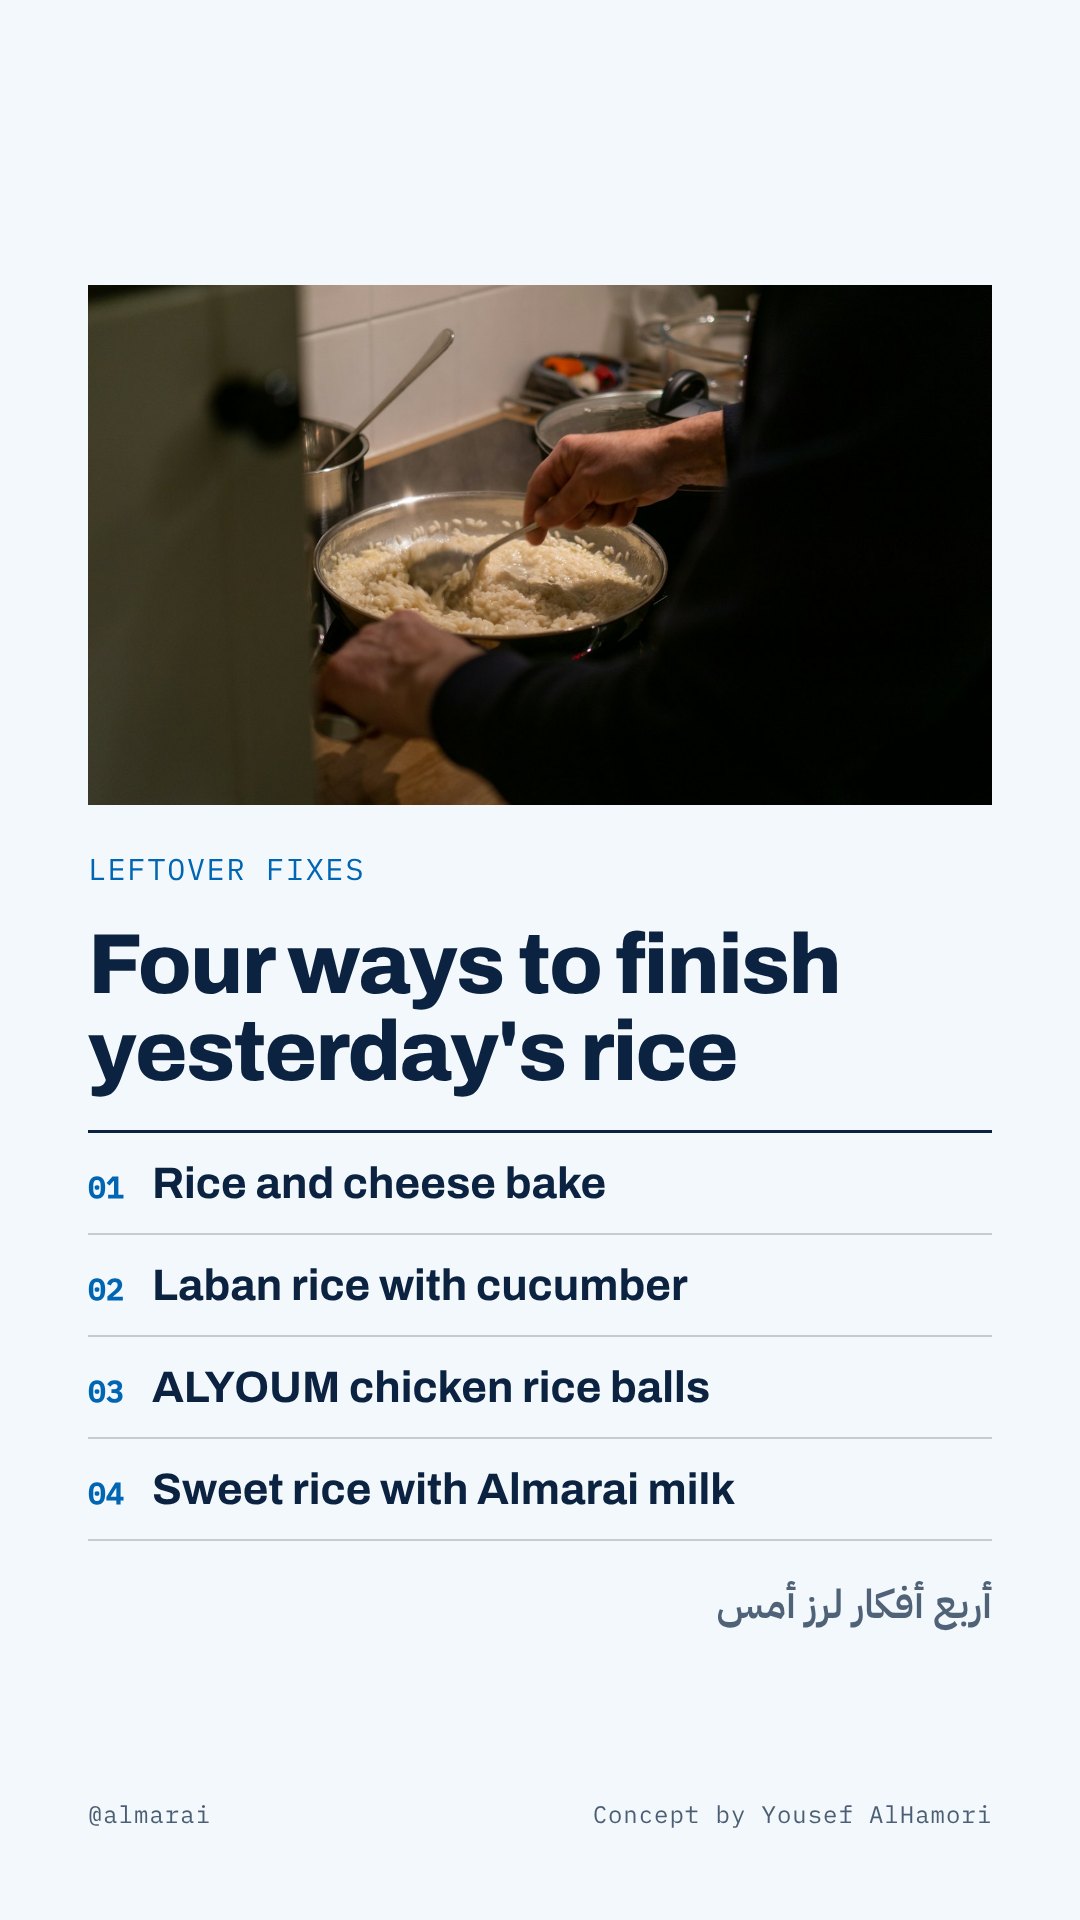 LEFTOVER FIXES
Four ways to finish
yesterday's rice
01 Rice and cheese bake
02 Laban rice with cucumber
03 ALYOUM chicken rice balls
04 Sweet rice with Almarai milk
أربع أفكار لرز أمس
@almarai
Concept by Yousef AlHamori